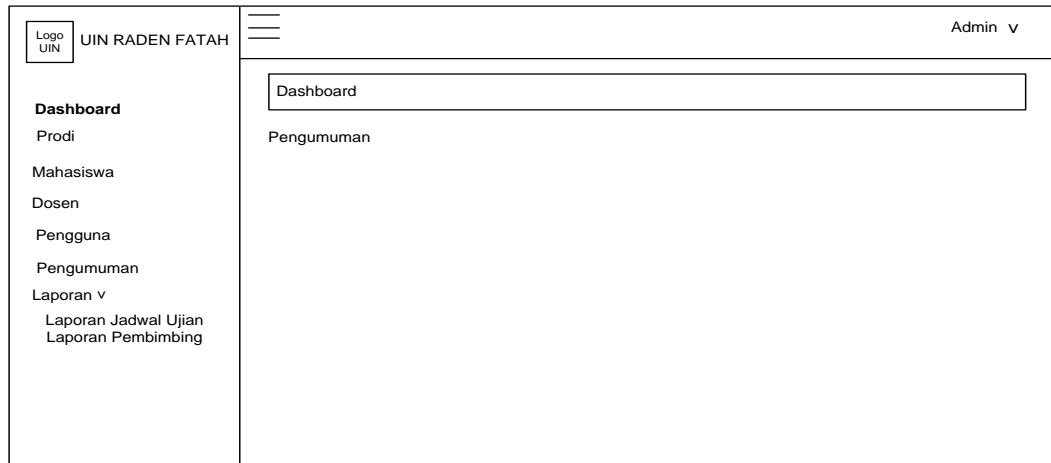 Logo
UIN
UIN RADEN FATAH
Admin v
Dashboard
Prodi
Mahasiswa
Dosen
Pengguna
Pengumuman
Laporan v
Laporan Jadwal Ujian
Laporan Pembimbing
Dashboard
Pengumuman